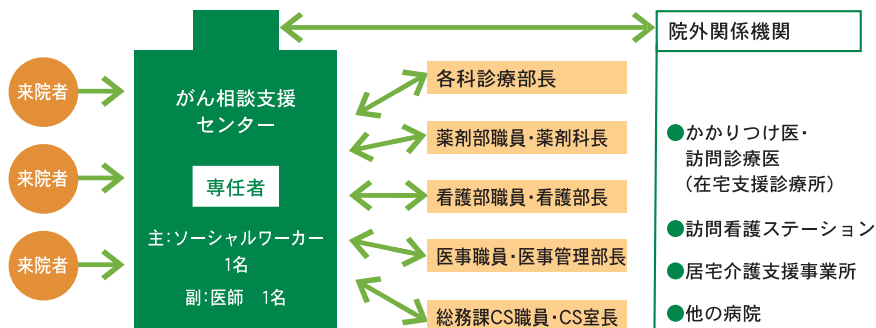 来院者
来院者
来院者
がん相談支援
センター
専任者
主：ソーシャルワーカー
1名
副：医師　1名
各科診療部長
薬剤部職員・薬剤科長
看護部職員・看護部長
医事職員・医事管理部長
総務課CS職員・CS室長
院外関係機関
●かかりつけ医・
訪問診療医
（在宅支援診療所）
●訪問看護ステーション
●居宅介護支援事業所
●他の病院